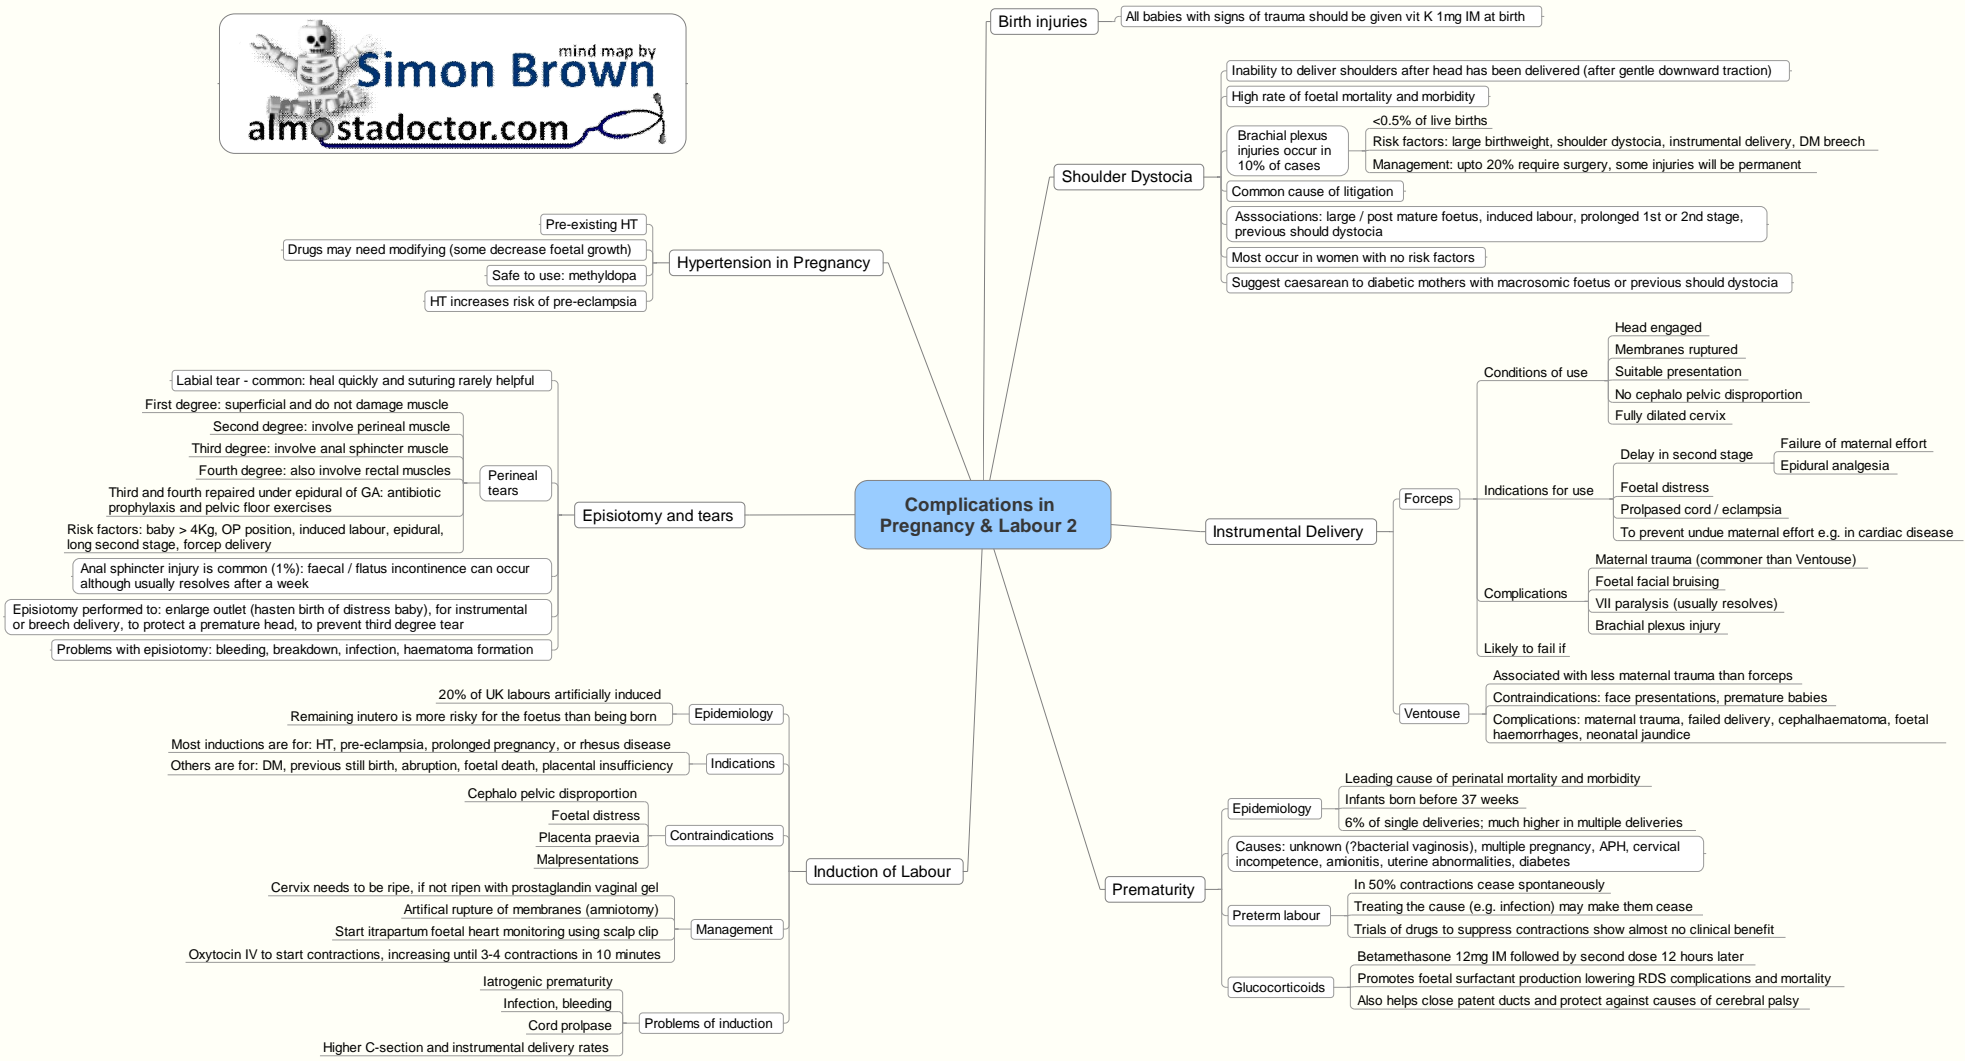 mind map by
Simon Brown
almostadoctor.com
Complications in
Pregnancy & Labour 2
Birth injuries
All babies with signs of trauma should be given vit K 1mg IM at birth
Shoulder Dystocia
Inability to deliver shoulders after head has been delivered (after gentle downward traction)
High rate of foetal mortality and morbidity
Brachial plexus
injuries occur in
10% of cases
<0.5% of live births
Risk factors: large birthweight, shoulder dystocia, instrumental delivery, DM breech
Management: upto 20% require surgery, some injuries will be permanent
Common cause of litigation
Asssociations: large / post mature foetus, induced labour, prolonged 1st or 2nd stage,
previous should dystocia
Most occur in women with no risk factors
Suggest caesarean to diabetic mothers with macrosomic foetus or previous should dystocia
Instrumental Delivery
Forceps
Conditions of use
Head engaged
Membranes ruptured
Suitable presentation
No cephalo pelvic disproportion
Fully dilated cervix
Indications for use
Delay in second stage
Failure of maternal effort
Epidural analgesia
Foetal distress
Prolpased cord / eclampsia
To prevent undue maternal effort e.g. in cardiac disease
Complications
Maternal trauma (commoner than Ventouse)
Foetal facial bruising
VII paralysis (usually resolves)
Brachial plexus injury
Likely to fail if
Ventouse
Associated with less maternal trauma than forceps
Contraindications: face presentations, premature babies
Complications: maternal trauma, failed delivery, cephalhaematoma, foetal
haemorrhages, neonatal jaundice
Prematurity
Epidemiology
Leading cause of perinatal mortality and morbidity
Infants born before 37 weeks
6% of single deliveries; much higher in multiple deliveries
Causes: unknown (?bacterial vaginosis), multiple pregnancy, APH, cervical
incompetence, amionitis, uterine abnormalities, diabetes
Preterm labour
In 50% contractions cease spontaneously
Treating the cause (e.g. infection) may make them cease
Trials of drugs to suppress contractions show almost no clinical benefit
Glucocorticoids
Betamethasone 12mg IM followed by second dose 12 hours later
Promotes foetal surfactant production lowering RDS complications and mortality
Also helps close patent ducts and protect against causes of cerebral palsy
Hypertension in Pregnancy
Pre-existing HT
Drugs may need modifying (some decrease foetal growth)
Safe to use: methyldopa
HT increases risk of pre-eclampsia
Episiotomy and tears
Labial tear - common: heal quickly and suturing rarely helpful
Perineal
tears
First degree: superficial and do not damage muscle
Second degree: involve perineal muscle
Third degree: involve anal sphincter muscle
Fourth degree: also involve rectal muscles
Third and fourth repaired under epidural of GA: antibiotic
prophylaxis and pelvic floor exercises
Risk factors: baby > 4Kg, OP position, induced labour, epidural,
long second stage, forcep delivery
Anal sphincter injury is common (1%): faecal / flatus incontinence can occur
although usually resolves after a week
Episiotomy performed to: enlarge outlet (hasten birth of distress baby), for instrumental
or breech delivery, to protect a premature head, to prevent third degree tear
Problems with episiotomy: bleeding, breakdown, infection, haematoma formation
Induction of Labour
Epidemiology
20% of UK labours artificially induced
Remaining inutero is more risky for the foetus than being born
Indications
Most inductions are for: HT, pre-eclampsia, prolonged pregnancy, or rhesus disease
Others are for: DM, previous still birth, abruption, foetal death, placental insufficiency
Contraindications
Cephalo pelvic disproportion
Foetal distress
Placenta praevia
Malpresentations
Management
Cervix needs to be ripe, if not ripen with prostaglandin vaginal gel
Artifical rupture of membranes (amniotomy)
Start itrapartum foetal heart monitoring using scalp clip
Oxytocin IV to start contractions, increasing until 3-4 contractions in 10 minutes
Problems of induction
Iatrogenic prematurity
Infection, bleeding
Cord prolpase
Higher C-section and instrumental delivery rates